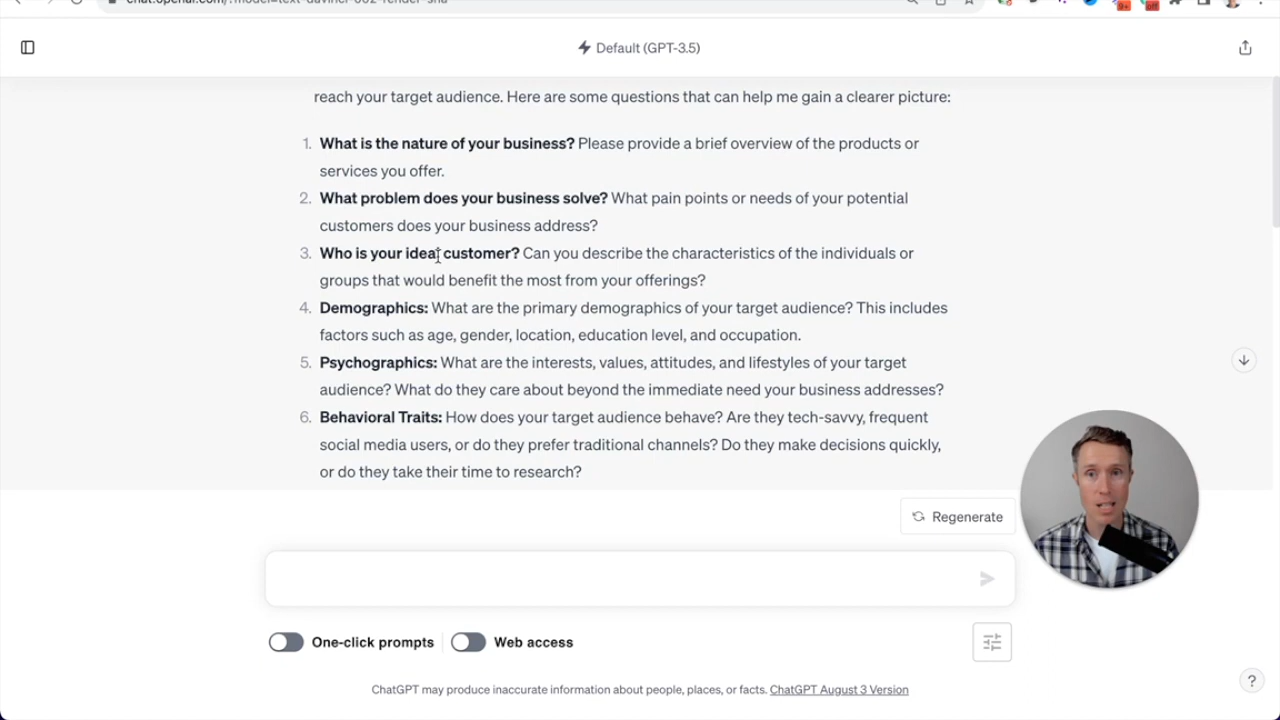 Default (GPT-3.5)
reach your target audience. Here are some questions that can help me gain a clearer picture:
1. What is the nature of your business? Please provide a brief overview of the products or
services you offer.
2. What problem does your business solve? What pain points or needs of your potential
customers does your business address?
3. Who is your ideal customer? Can you describe the characteristics of the individuals or
groups that would benefit the most from your offerings?
4. Demographics: What are the primary demographics of your target audience? This includes
factors such as age, gender, location, education level, and occupation.
5. Psychographics: What are the interests, values, attitudes, and lifestyles of your target
audience? What do they care about beyond the immediate need your business addresses?
6. Behavioral Traits: How does your target audience behave? Are they tech-savvy, frequent
social media users, or do they prefer traditional channels? Do they make decisions quickly,
or do they take their time to research?
Regenerate
One-click prompts
Web access
ChatGPT may produce inaccurate information about people, places, or facts. ChatGPT August 3 Version
?